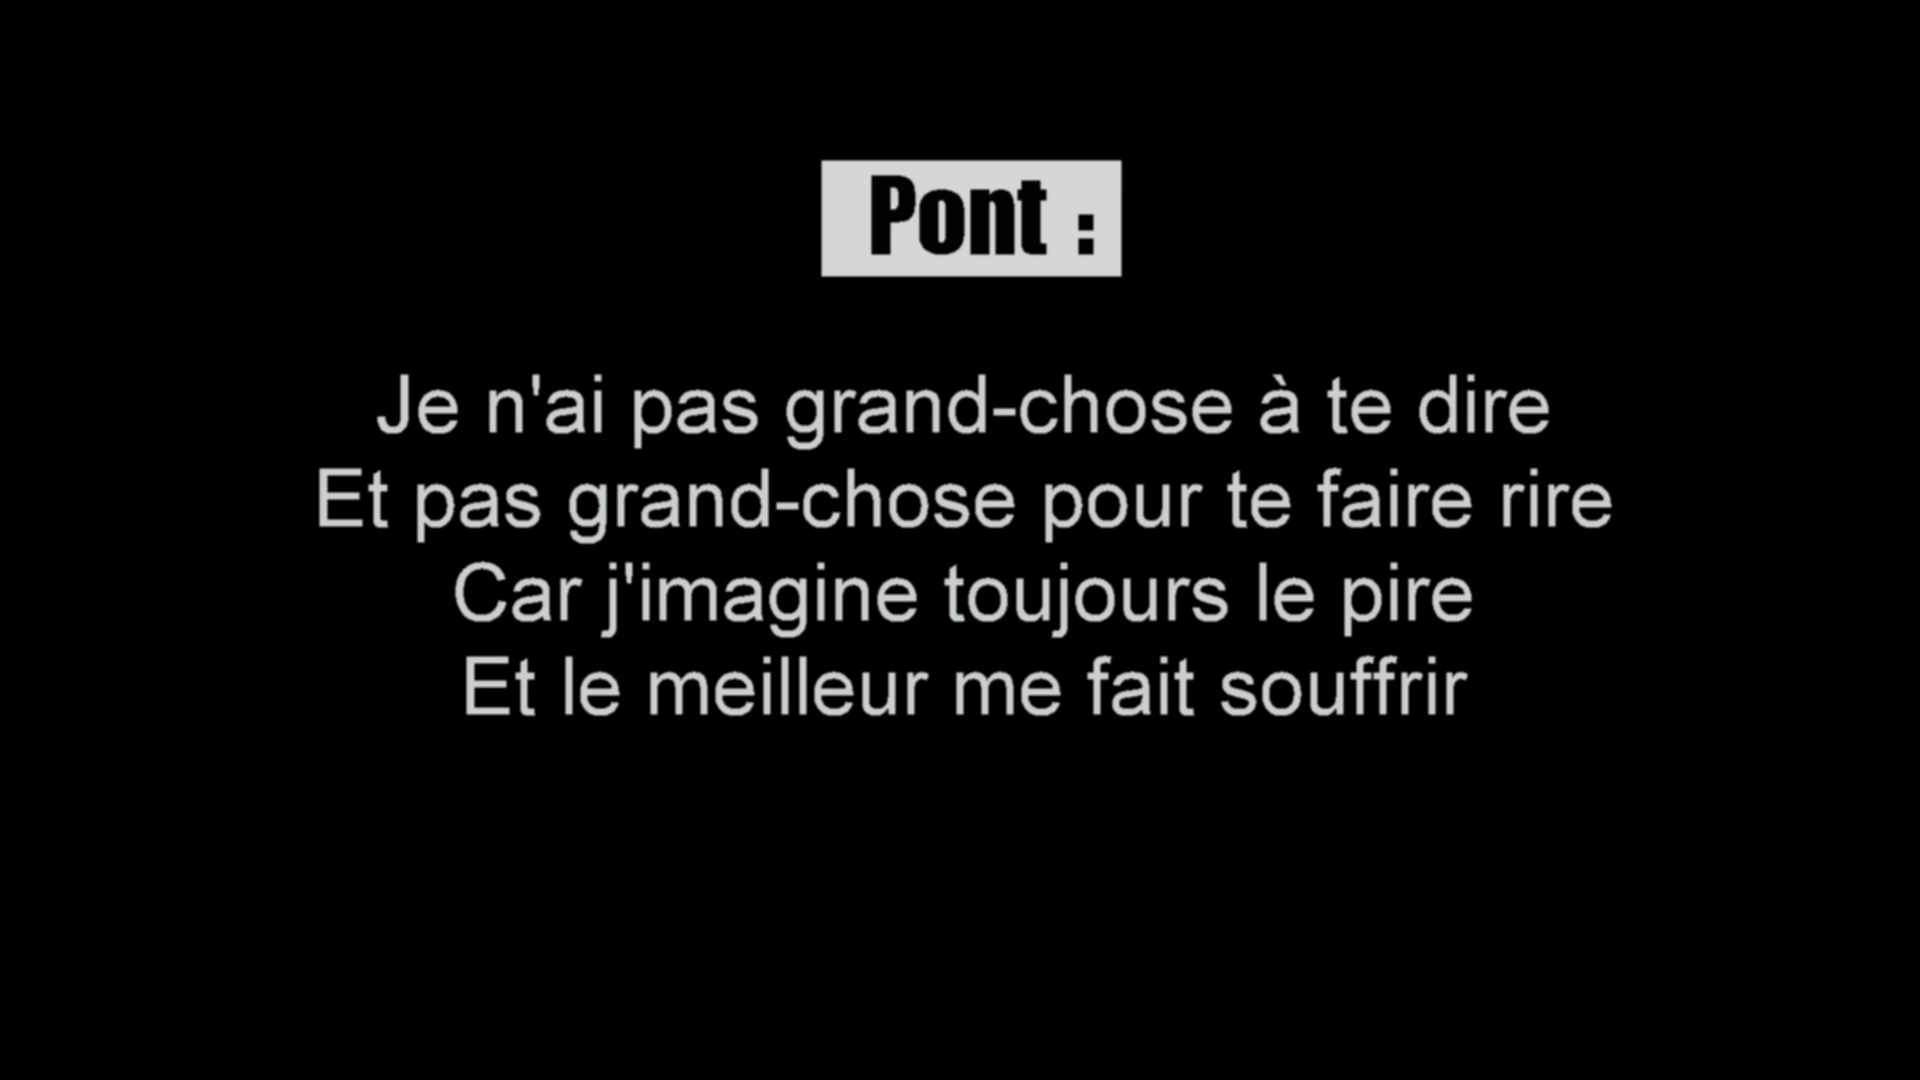 Pont :
Je n'ai pas grand-chose à te dire
Et pas grand-chose pour te faire rire
Car j'imagine toujours le pire
Et le meilleur me fait souffrir